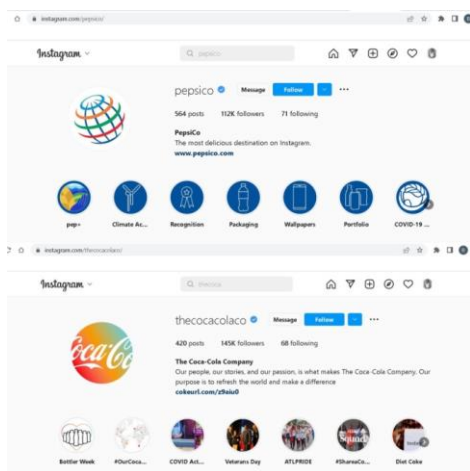 instagram.com/pepsico/
Instagram
pepsico
pepsico Message Follow
564 posts 112K followers 71 following
PepsiCo
The most delicious destination on Instagram.
www.pepsico.com
pep+ Climate Ac... Recognition Packaging Wallpapers Portfolio COVID-19 ...
instagram.com/thecocacolaco/
Instagram
thecoca
thecocacolaco Message Follow
420 posts 145K followers 68 following
Coca-Co
The Coca-Cola Company
Our people, our stories, and our passion, is what makes The Coca-Cola Company. Our
purpose is to refresh the world and make a difference
cokeurl.com/z9eiu0
Squad
Bottler Week #OurCoca... COVID Act... Veterans Day ATLPRIDE #ShareaCo... Diet Coke